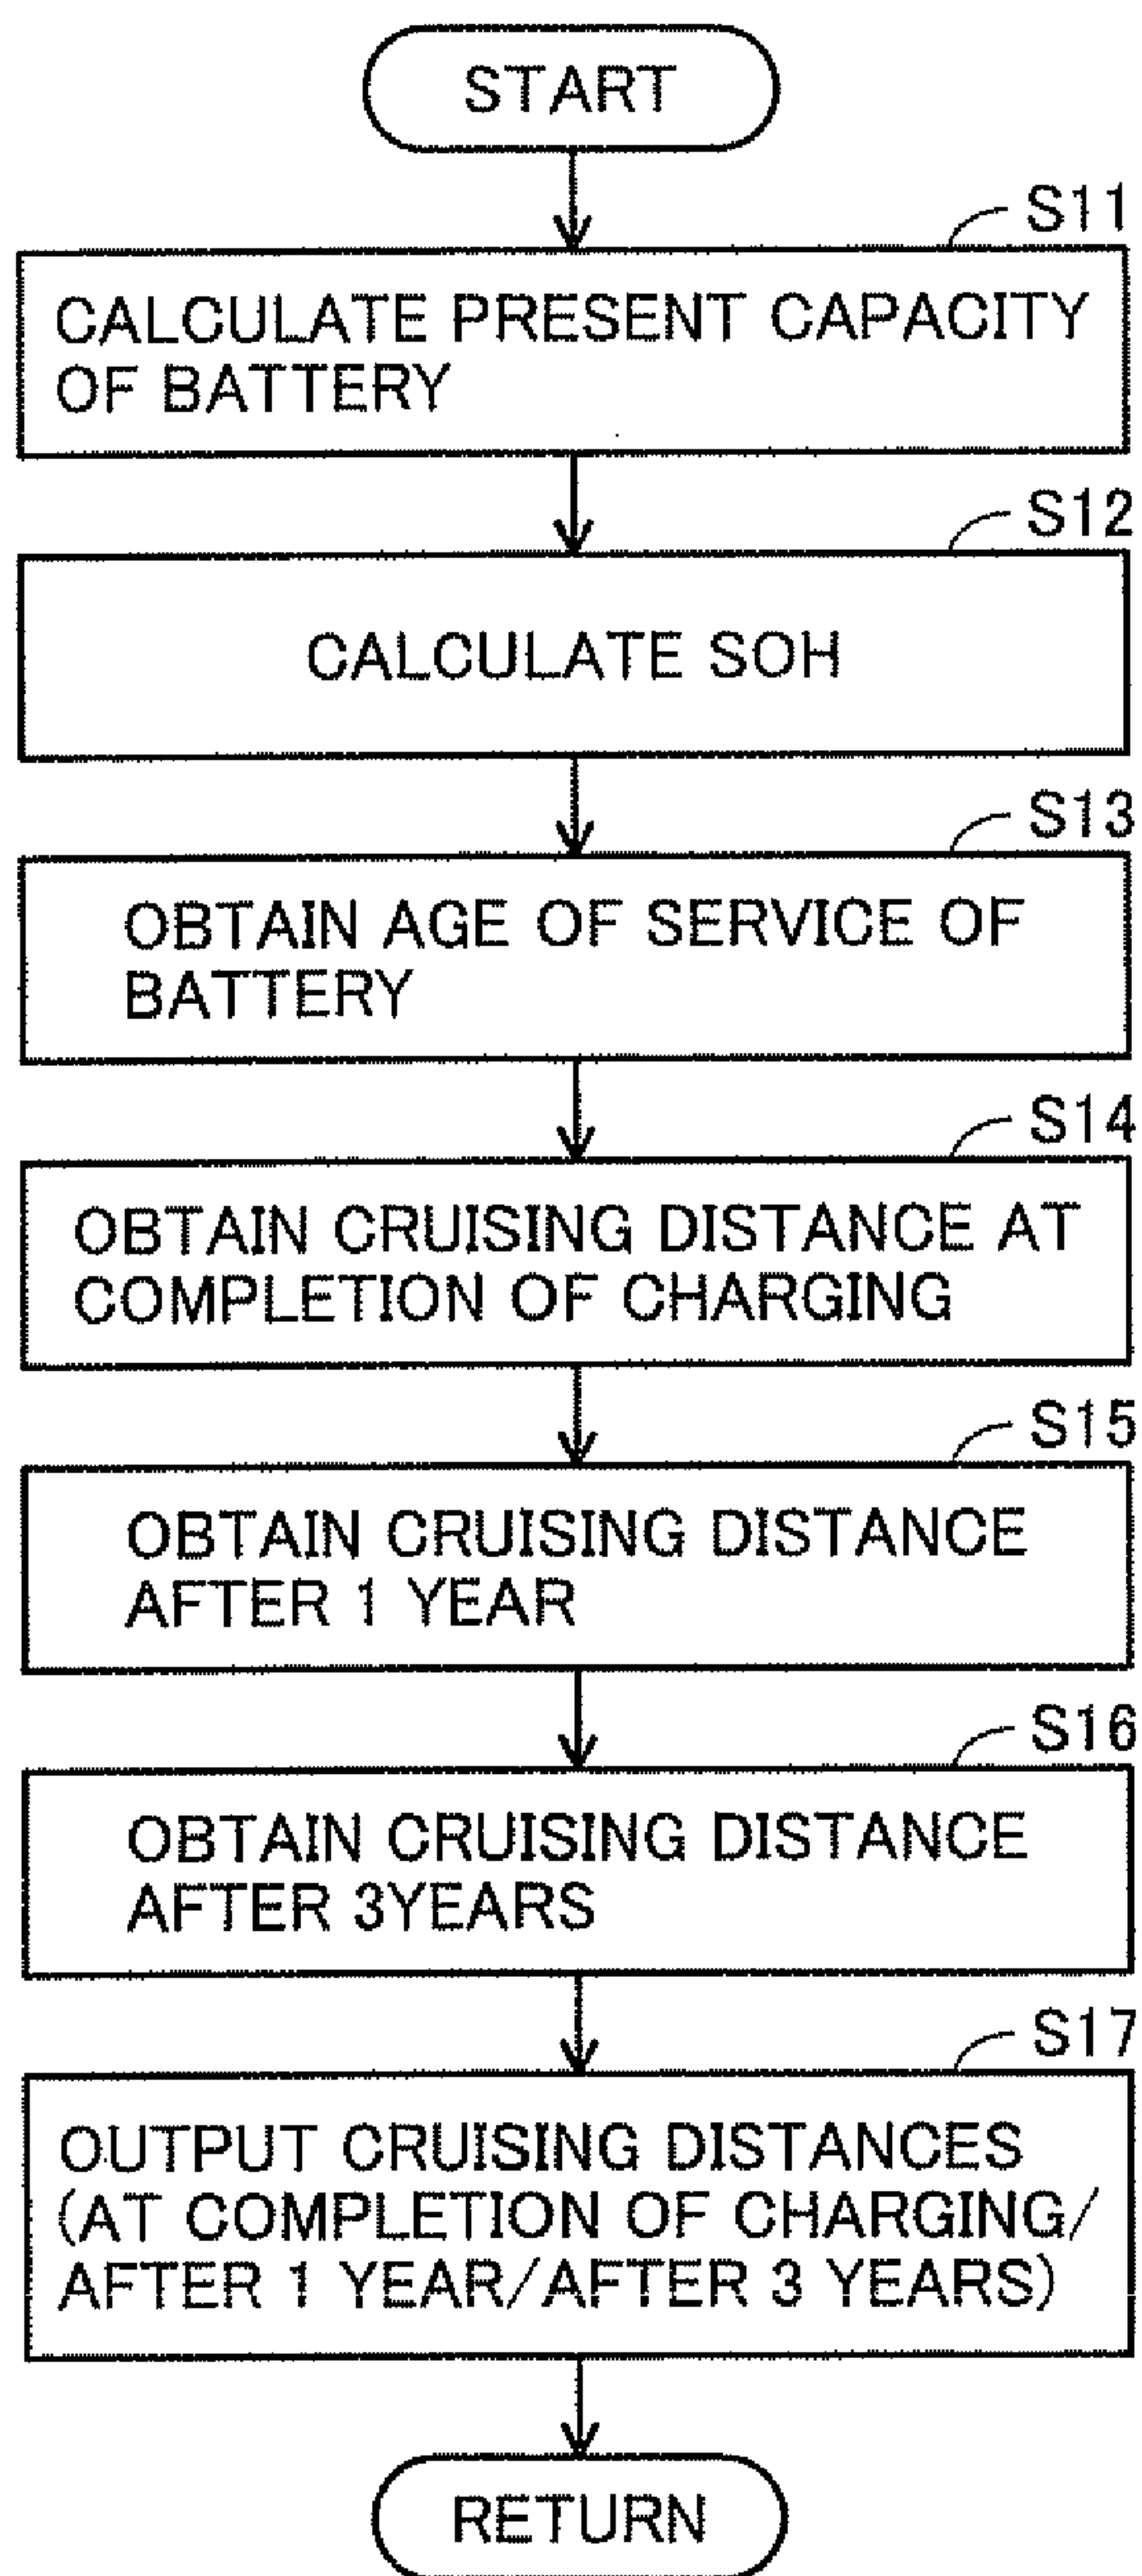 START
S11
CALCULATE PRESENT CAPACITY
OF BATTERY
S12
CALCULATE SOH
S13
OBTAIN AGE OF SERVICE OF
BATTERY
S14
OBTAIN CRUISING DISTANCE AT
COMPLETION OF CHARGING
S15
OBTAIN CRUISING DISTANCE
AFTER 1 YEAR
S16
OBTAIN CRUISING DISTANCE
AFTER 3YEARS
S17
OUTPUT CRUISING DISTANCES
(AT COMPLETION OF CHARGING/
AFTER 1 YEAR/AFTER 3 YEARS)
RETURN